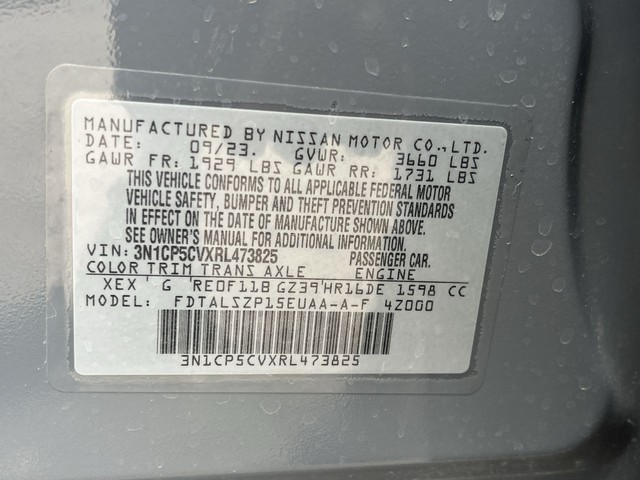 MANUFACTURED BY NISSAN MOTOR CO.,LTD.
DATE: 09/23. GVWR: 3660 LBS
GAWR FR: 1929 LBS GAWR RR: 1731 LBS
THIS VEHICLE CONFORMS TO ALL APPLICABLE FEDERAL MOTOR
VEHICLE SAFETY, BUMPER AND THEFT PREVENTION STANDARDS
IN EFFECT ON THE DATE OF MANUFACTURE SHOWN ABOVE.
SEE OWNER'S MANUAL FOR ADDITIONAL INFORMATION.
VIN: 3N1CP5CVXRL473825 PASSENGER CAR.
COLOR TRIM TRANS AXLE ENGINE
XEX G RE0F11B GZ39 HR16DE 1598 CC
MODEL: FDTALSZP15EUAA-A-F 4Z000
3N1CP5CVXRL473825